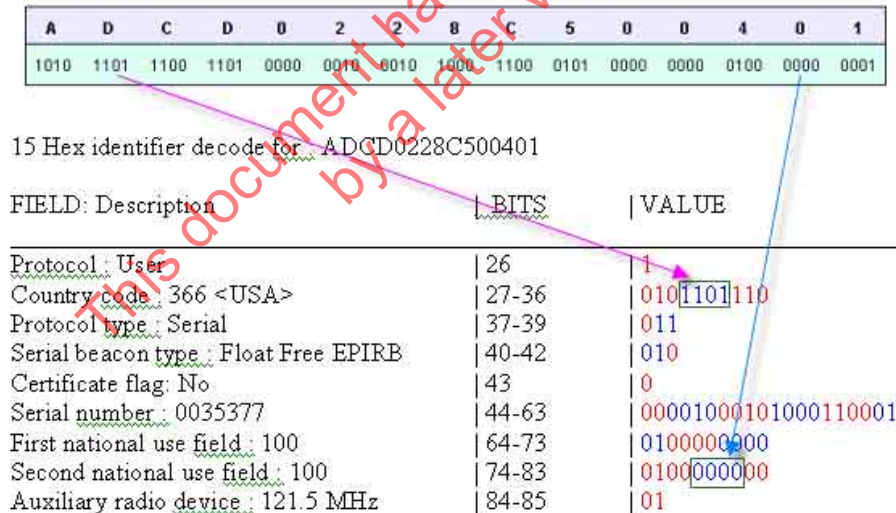 A D C D 0 2 2 8 C 5 0 0 4 0 1
1010 1101 1100 1101 0000 0010 0010 1000 1100 0101 0000 0000 0100 0000 0001
15 Hex identifier decode for : ADCD0228C500401
FIELD: Description | BITS | VALUE
Protocol : User | 26 | 1
Country code : 366 <USA> | 27-36 | 0101101110
Protocol type : Serial | 37-39 | 011
Serial beacon type : Float Free EPIRB | 40-42 | 010
Certificate flag: No | 43 | 0
Serial number : 0035377 | 44-63 | 00001000101000110001
First national use field : 100 | 64-73 | 0100000000
Second national use field : 100 | 74-83 | 0100000000
Auxiliary radio device : 121.5 MHz | 84-85 | 01
This document ha
by a later v